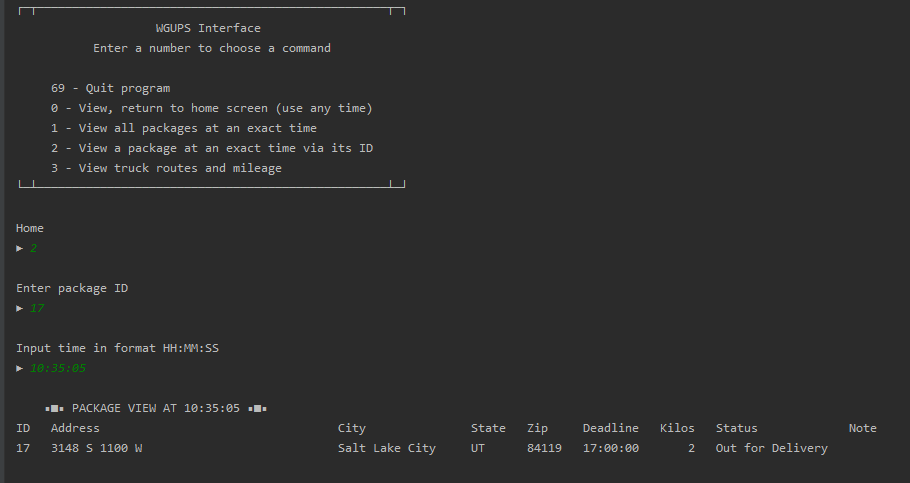 WGUPS Interface
Enter a number to choose a command
69 - Quit program
0 - View, return to home screen (use any time)
1 - View all packages at an exact time
2 - View a package at an exact time via its ID
3 - View truck routes and mileage
Home
► 2
Enter package ID
► 17
Input time in format HH:MM:SS
► 10:35:05
▪■▪ PACKAGE VIEW AT 10:35:05 ▪■▪
ID Address City State Zip Deadline Kilos Status Note
17 3148 S 1100 W Salt Lake City UT 84119 17:00:00 2 Out for Delivery